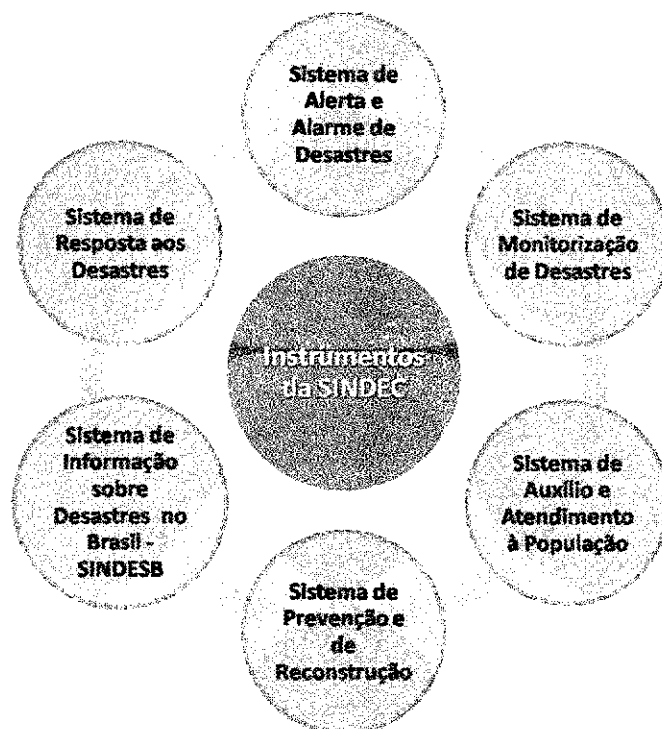 Sistema de
Alerta e
Alarme de
Desastres
Sistema de
Resposta aos
Desastres
Sistema de
Monitorização
de Desastres
Instrumentos
da SINDEC
Sistema de
Informação
sobre
Desastres no
Brasil -
SINDESB
Sistema de
Auxílio e
Atendimento
à População
Sistema de
Prevenção e
de
Reconstrução